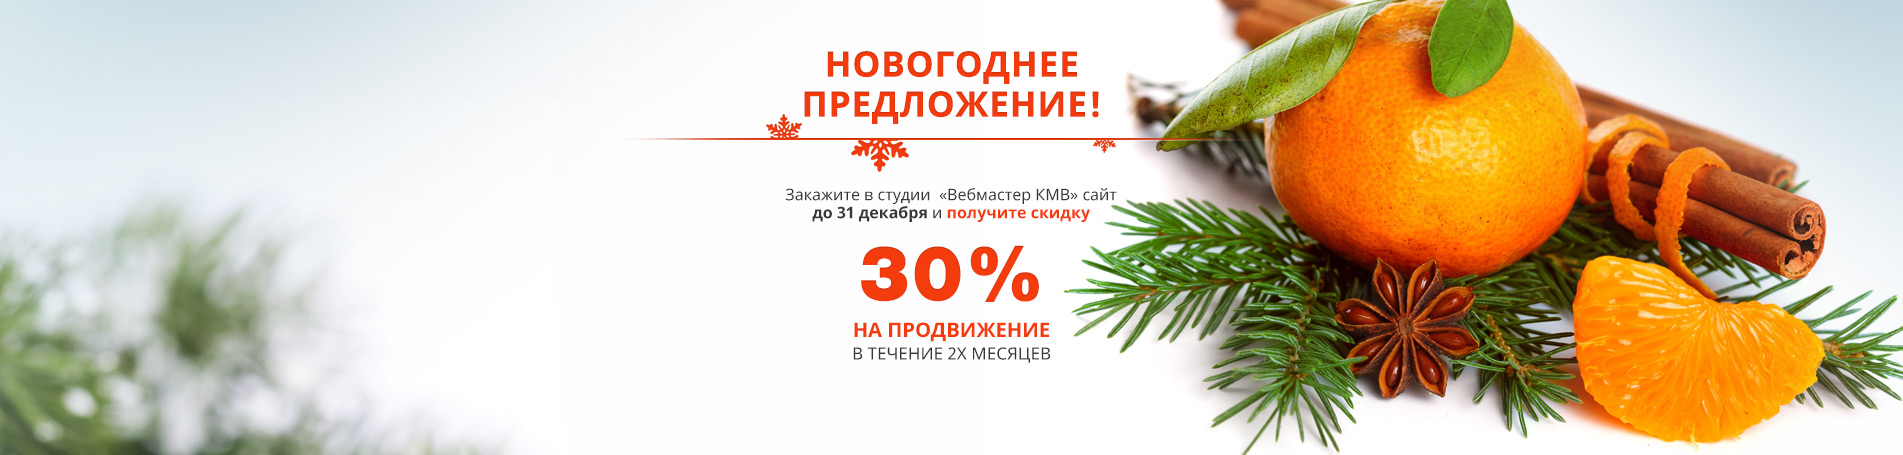 НОВОГОДНЕЕ
ПРЕДЛОЖЕНИЕ!
Закажите в студии «Вебмастер КМВ» сайт
до 31 декабря и получите скидку
30%
НА ПРОДВИЖЕНИЕ
В ТЕЧЕНИЕ 2Х МЕСЯЦЕВ